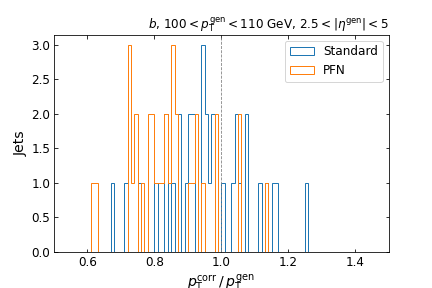 b, 100 < p_T^gen < 110 GeV, 2.5 < |η^gen| < 5
Standard
PFN
Jets
3.0
2.5
2.0
1.5
1.0
0.5
0.0
0.6 0.8 1.0 1.2 1.4
p_T^corr / p_T^gen